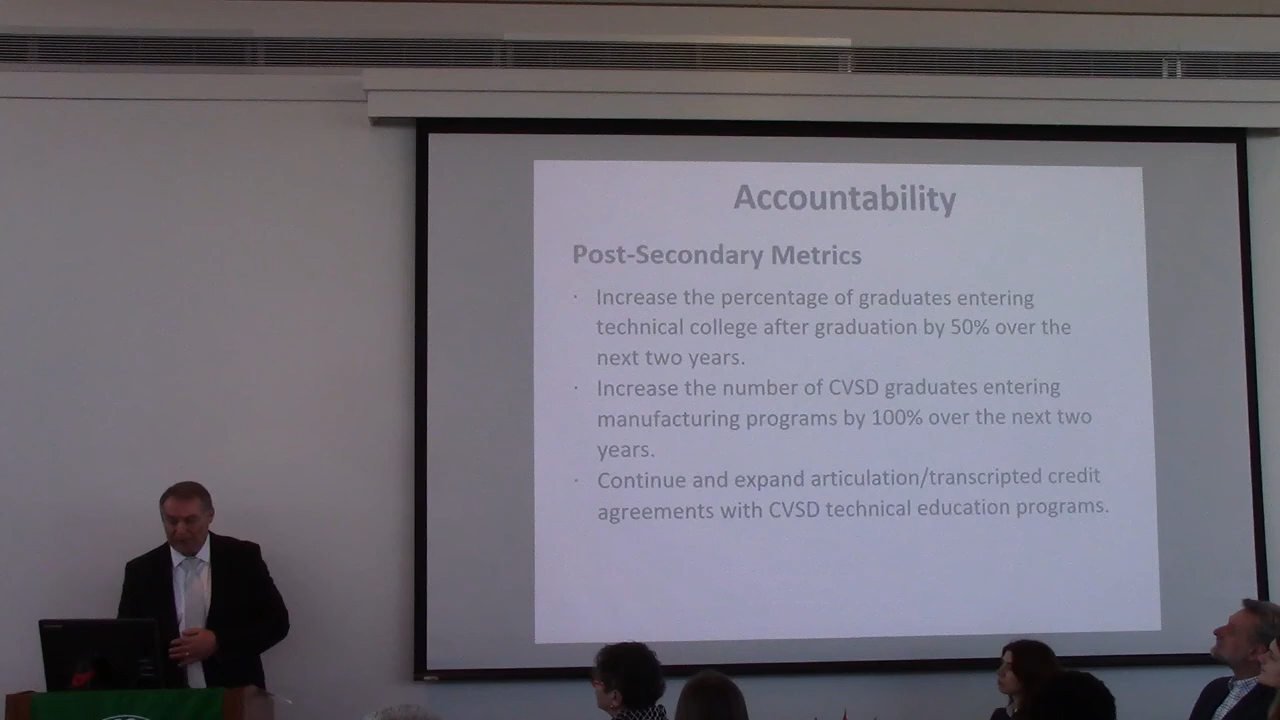 Accountability
Post-Secondary Metrics
· Increase the percentage of graduates entering
technical college after graduation by 50% over the
next two years.
· Increase the number of CVSD graduates entering
manufacturing programs by 100% over the next two
years.
· Continue and expand articulation/transcripted credit
agreements with CVSD technical education programs.